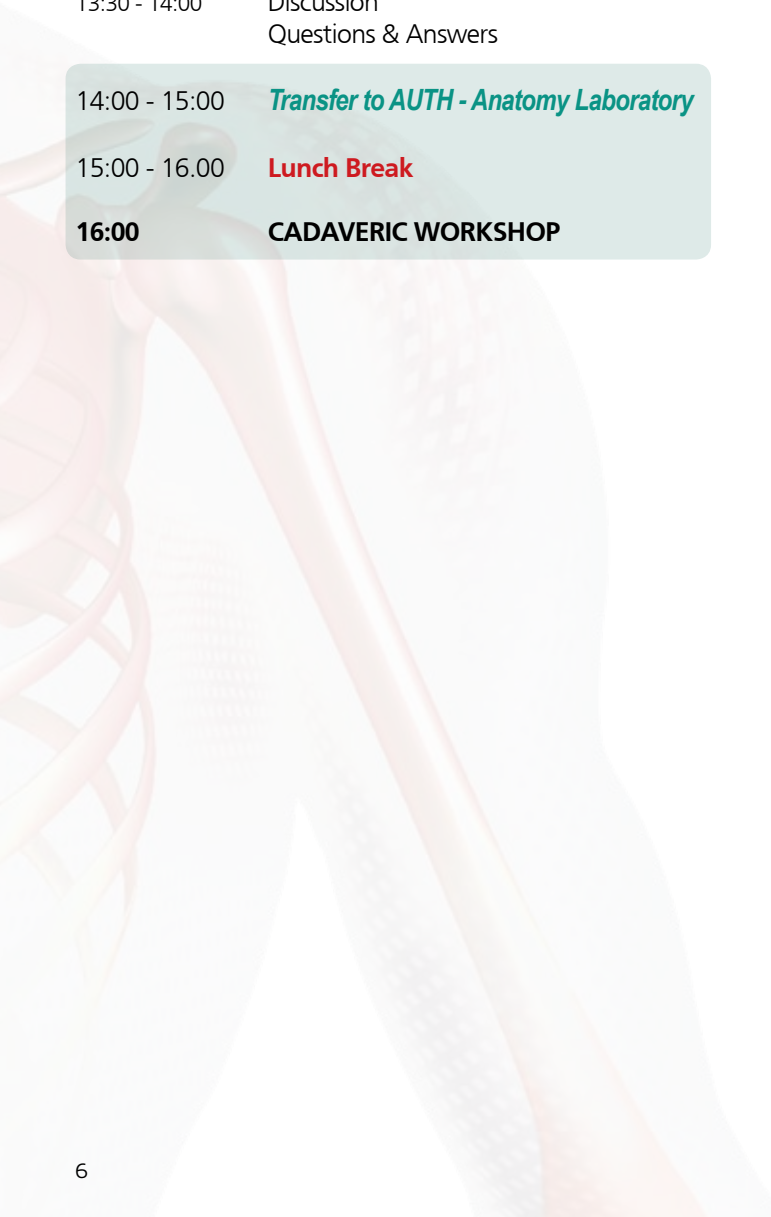 13:30 - 14:00 Discussion
Questions & Answers
14:00 - 15:00 Transfer to AUTH - Anatomy Laboratory
15:00 - 16.00 Lunch Break
16:00 CADAVERIC WORKSHOP
6